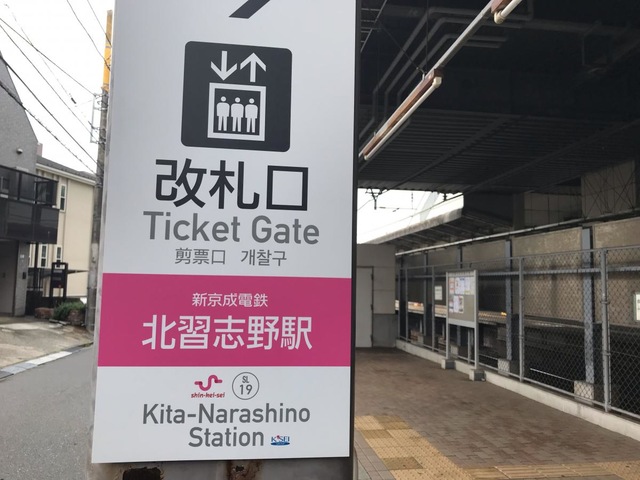 改札口
Ticket Gate
剪票口 개찰구
新京成電鉄
北習志野駅
shin-kei-sei SL 19
Kita-Narashino
Station KSEI